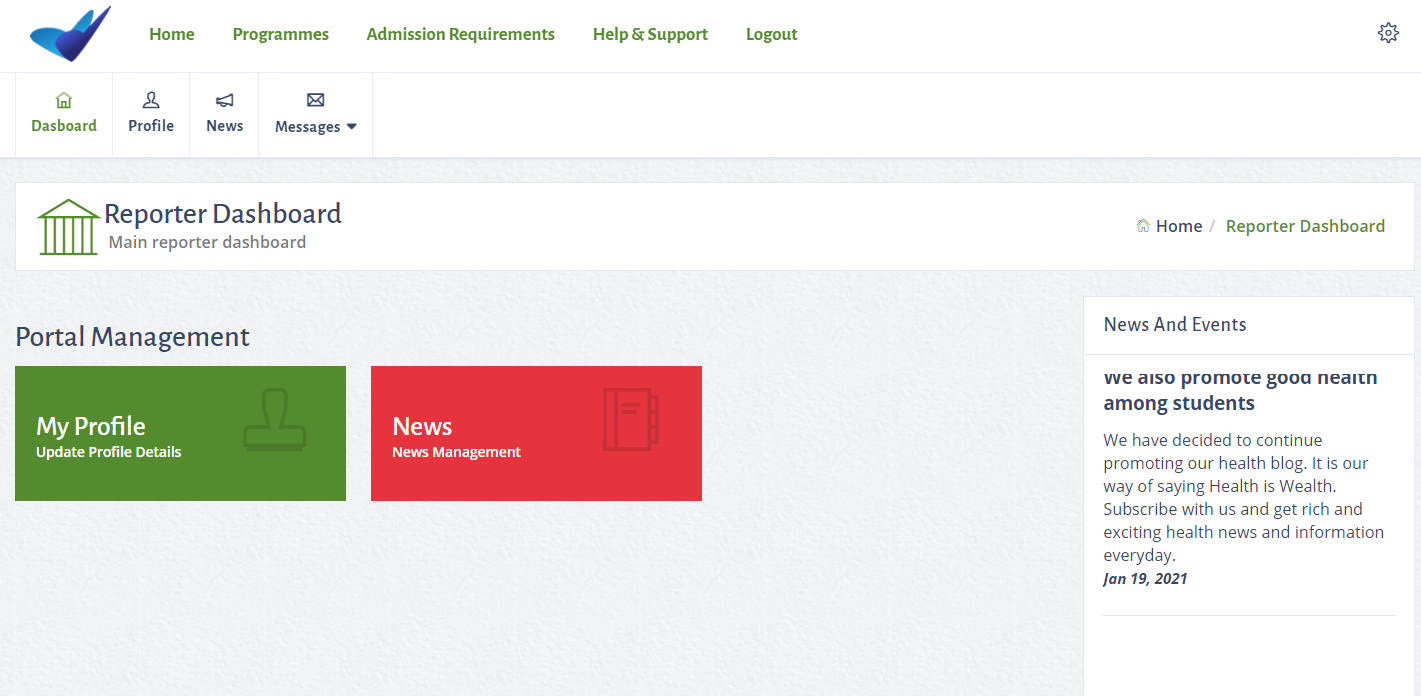 Home Programmes Admission Requirements Help & Support Logout
Dasboard Profile News Messages
Reporter Dashboard
Main reporter dashboard
Home / Reporter Dashboard
Portal Management
My Profile
Update Profile Details
News
News Management
News And Events
We also promote good health
among students
We have decided to continue
promoting our health blog. It is our
way of saying Health is Wealth.
Subscribe with us and get rich and
exciting health news and information
everyday.
Jan 19, 2021